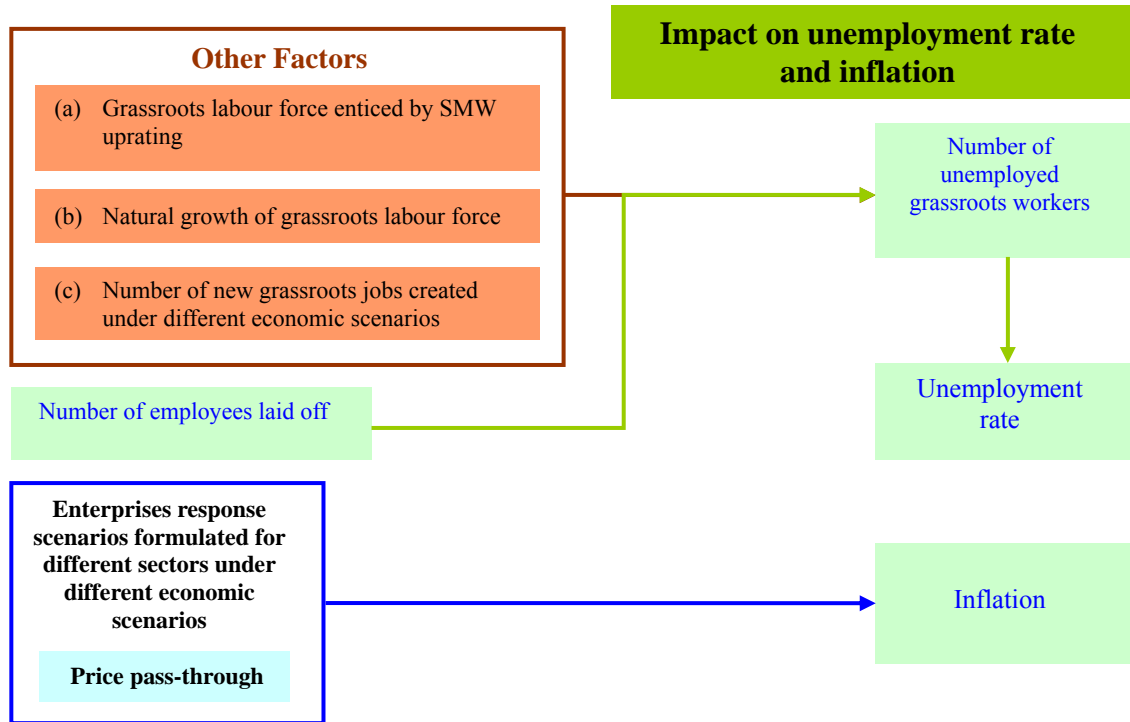 Impact on unemployment rate
and inflation
Other Factors
(a) Grassroots labour force enticed by SMW
uprating
(b) Natural growth of grassroots labour force
(c) Number of new grassroots jobs created
under different economic scenarios
Number of
unemployed
grassroots workers
Number of employees laid off
Unemployment
rate
Enterprises response
scenarios formulated for
different sectors under
different economic
scenarios
Price pass-through
Inflation